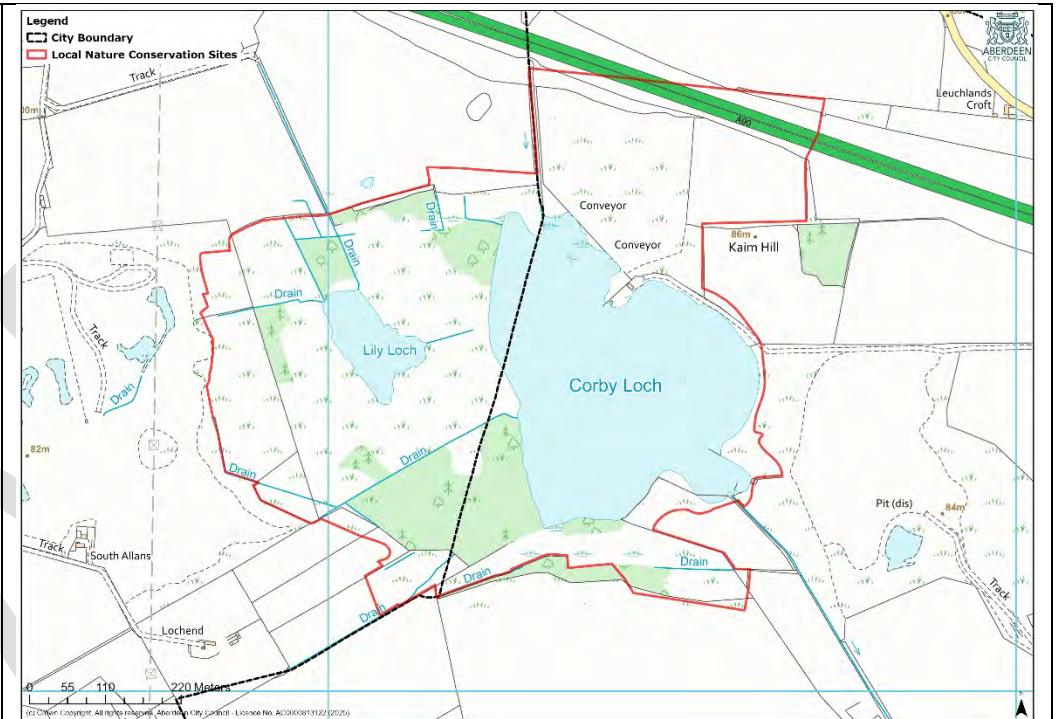 Legend
City Boundary
Local Nature Conservation Sites
ABERDEEN
CITY COUNCIL
Track
Leuchlands
Croft
A90
00m
Conveyor
Conveyor
86m
Kaim Hill
Drain
Drain
Drain
Track
Lily Loch
Corby Loch
Drain
82m
Drain
Drain
Pit (dis)
84m
Track
South Allans
Drain
Drain
Track
Lochend
Drain
0 55 110 220 Meters
(c) Crown Copyright. All rights reserved. Aberdeen City Council - Licence No. AC0000813122 (2025)